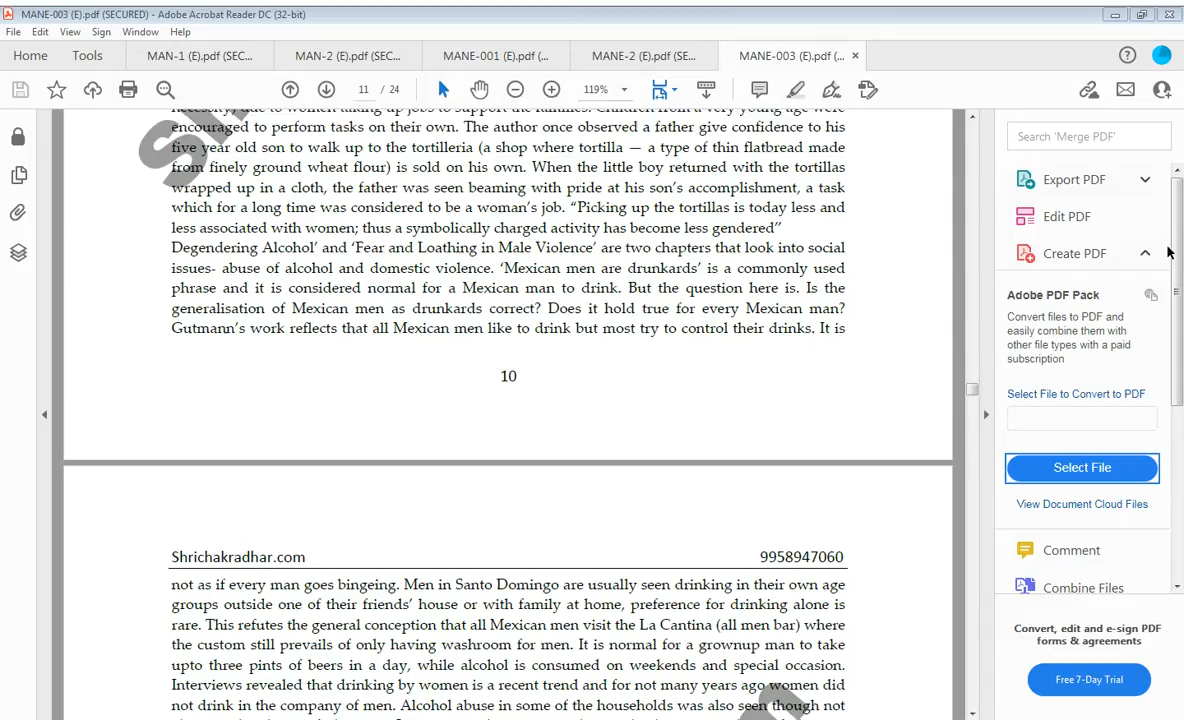 MANE-003 (E).pdf (SECURED) - Adobe Acrobat Reader DC (32-bit)
File Edit View Sign Window Help
Home Tools MAN-1 (E).pdf (SEC... MAN-2 (E).pdf (SEC... MANE-001 (E).pdf (... MANE-2 (E).pdf (SE... MANE-003 (E).pdf (... ×
11 / 24 119%
necessity, due to women taking up jobs to support the families. Children from a very young age were
encouraged to perform tasks on their own. The author once observed a father give confidence to his
five year old son to walk up to the tortilleria (a shop where tortilla — a type of thin flatbread made
from finely ground wheat flour) is sold on his own. When the little boy returned with the tortillas
wrapped up in a cloth, the father was seen beaming with pride at his son's accomplishment, a task
which for a long time was considered to be a woman's job. “Picking up the tortillas is today less and
less associated with women; thus a symbolically charged activity has become less gendered”
Degendering Alcohol’ and ‘Fear and Loathing in Male Violence’ are two chapters that look into social
issues- abuse of alcohol and domestic violence. ‘Mexican men are drunkards’ is a commonly used
phrase and it is considered normal for a Mexican man to drink. But the question here is. Is the
generalisation of Mexican men as drunkards correct? Does it hold true for every Mexican man?
Gutmann’s work reflects that all Mexican men like to drink but most try to control their drinks. It is
10
Shrichakradhar.com 9958947060
not as if every man goes bingeing. Men in Santo Domingo are usually seen drinking in their own age
groups outside one of their friends’ house or with family at home, preference for drinking alone is
rare. This refutes the general conception that all Mexican men visit the La Cantina (all men bar) where
the custom still prevails of only having washroom for men. It is normal for a grownup man to take
upto three pints of beers in a day, while alcohol is consumed on weekends and special occasion.
Interviews revealed that drinking by women is a recent trend and for not many years ago women did
not drink in the company of men. Alcohol abuse in some of the households was also seen though not
Search 'Merge PDF'
Export PDF
Edit PDF
Create PDF
Adobe PDF Pack
Convert files to PDF and
easily combine them with
other file types with a paid
subscription
Select File to Convert to PDF
Select File
View Document Cloud Files
Comment
Combine Files
Convert, edit and e-sign PDF
forms & agreements
Free 7-Day Trial